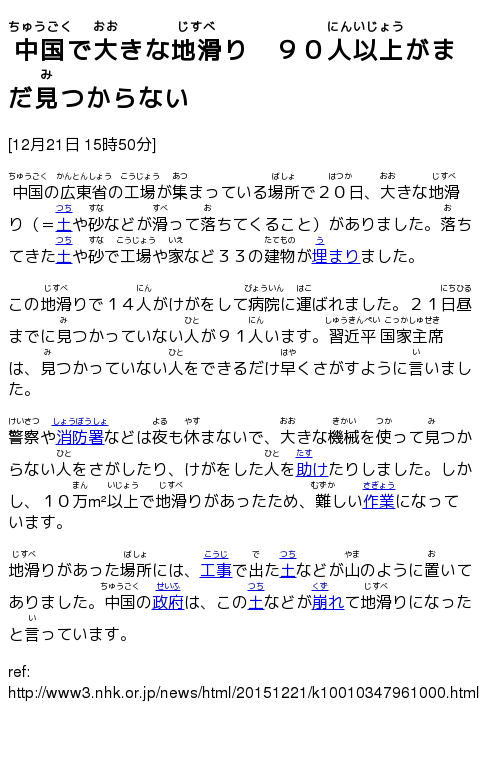 中国で大きな地滑り　９０人以上がま
だ見つからない
[12月21日 15時50分]
中国の広東省の工場が集まっている場所で２０日、大きな地滑
り（＝土や砂などが滑って落ちてくること）がありました。落ち
てきた土や砂で工場や家など３３の建物が埋まりました。
この地滑りで１４人がけがをして病院に運ばれました。２１日昼
までに見つかっていない人が９１人います。習近平 国家主席
は、見つかっていない人をできるだけ早くさがすように言いまし
た。
警察や消防署などは夜も休まないで、大きな機械を使って見つか
らない人をさがしたり、けがをした人を助けたりしました。しか
し、１０万m²以上で地滑りがあったため、難しい作業になって
います。
地滑りがあった場所には、工事で出た土などが山のように置いて
ありました。中国の政府は、この土などが崩れて地滑りになった
と言っています。
ref:
http://www3.nhk.or.jp/news/html/20151221/k10010347961000.html